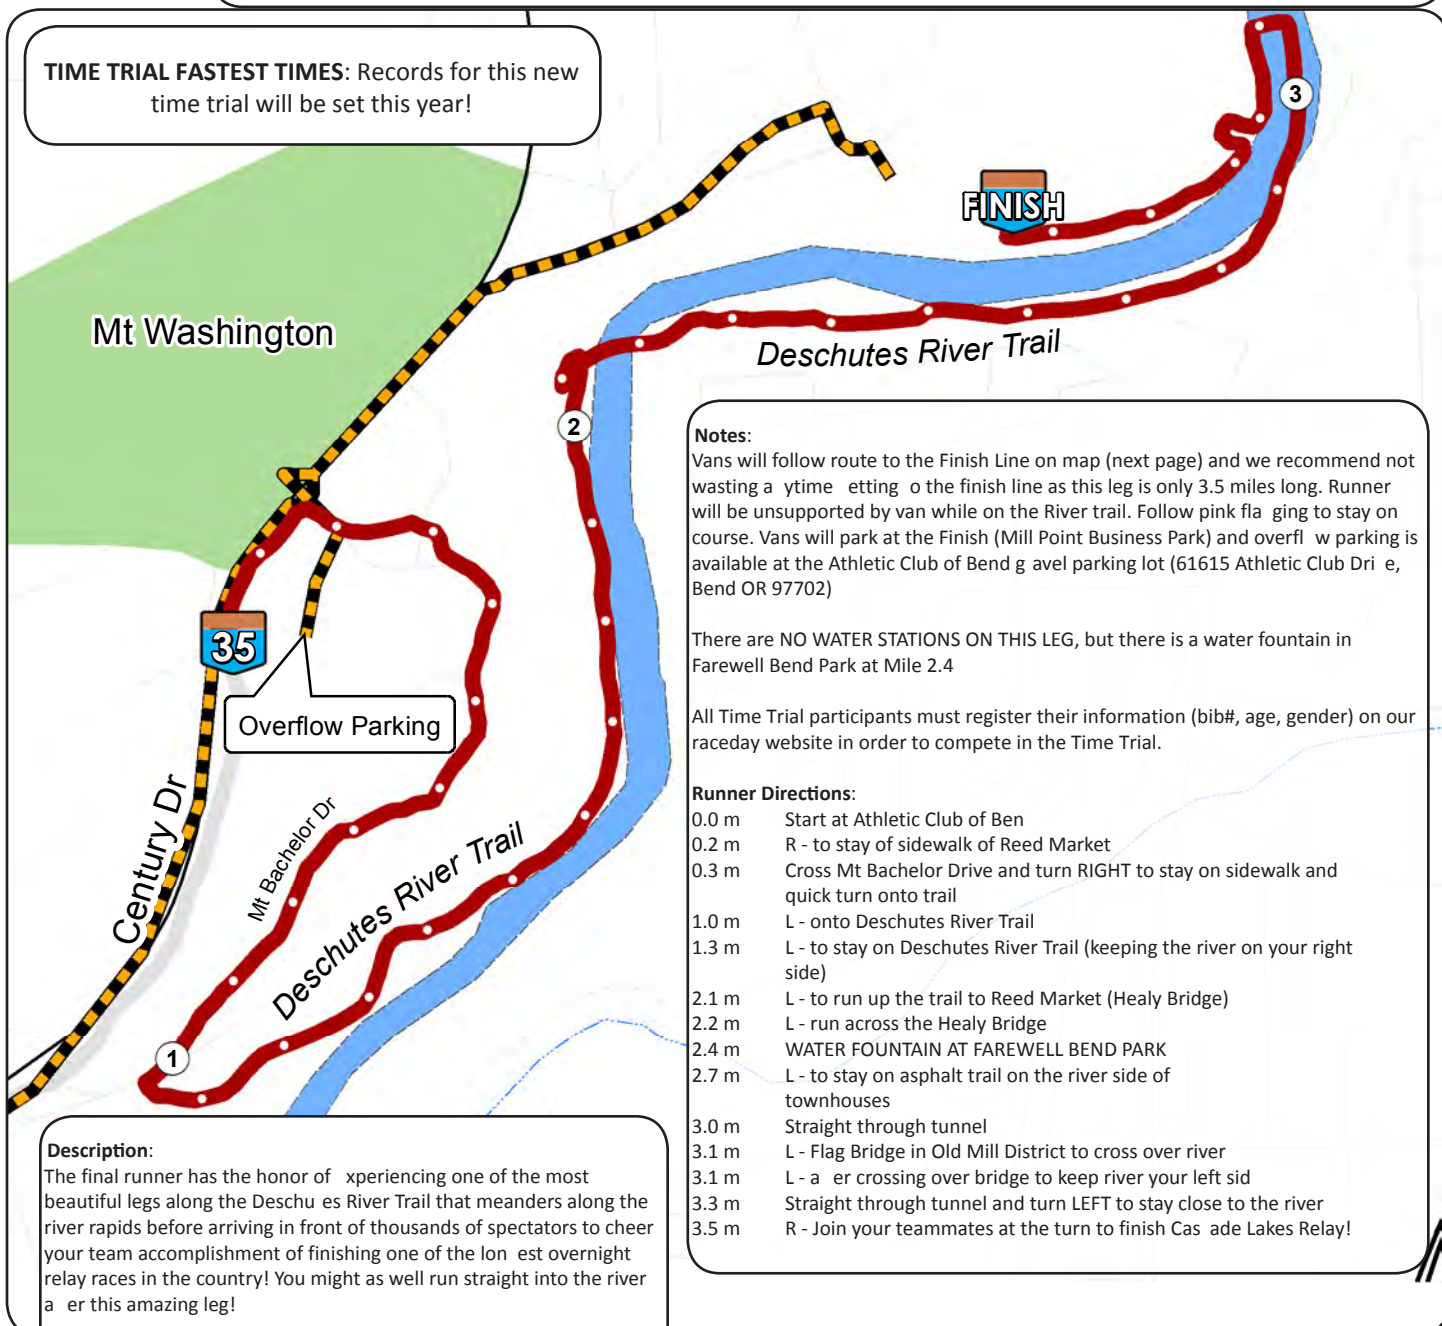 TIME TRIAL FASTEST TIMES: Records for this new
time trial will be set this year!
3
FINISH
Mt Washington
Deschutes River Trail
2
35
Overflow Parking
Century Dr
Mt Bachelor Dr
Deschutes River Trail
1
Notes:
Vans will follow route to the Finish Line on map (next page) and we recommend not
wasting a ytime etting o the finish line as this leg is only 3.5 miles long. Runner
will be unsupported by van while on the River trail. Follow pink fla ging to stay on
course. Vans will park at the Finish (Mill Point Business Park) and overfl w parking is
available at the Athletic Club of Bend g avel parking lot (61615 Athletic Club Dri e,
Bend OR 97702)
There are NO WATER STATIONS ON THIS LEG, but there is a water fountain in
Farewell Bend Park at Mile 2.4
All Time Trial participants must register their information (bib#, age, gender) on our
raceday website in order to compete in the Time Trial.
Runner Directions:
0.0 m Start at Athletic Club of Ben
0.2 m R - to stay of sidewalk of Reed Market
0.3 m Cross Mt Bachelor Drive and turn RIGHT to stay on sidewalk and
quick turn onto trail
1.0 m L - onto Deschutes River Trail
1.3 m L - to stay on Deschutes River Trail (keeping the river on your right
side)
2.1 m L - to run up the trail to Reed Market (Healy Bridge)
2.2 m L - run across the Healy Bridge
2.4 m WATER FOUNTAIN AT FAREWELL BEND PARK
2.7 m L - to stay on asphalt trail on the river side of
townhouses
3.0 m Straight through tunnel
3.1 m L - Flag Bridge in Old Mill District to cross over river
3.1 m L - a er crossing over bridge to keep river your left sid
3.3 m Straight through tunnel and turn LEFT to stay close to the river
3.5 m R - Join your teammates at the turn to finish Cas ade Lakes Relay!
Description:
The final runner has the honor of xperiencing one of the most
beautiful legs along the Deschu es River Trail that meanders along the
river rapids before arriving in front of thousands of spectators to cheer
your team accomplishment of finishing one of the lon est overnight
relay races in the country! You might as well run straight into the river
a er this amazing leg!